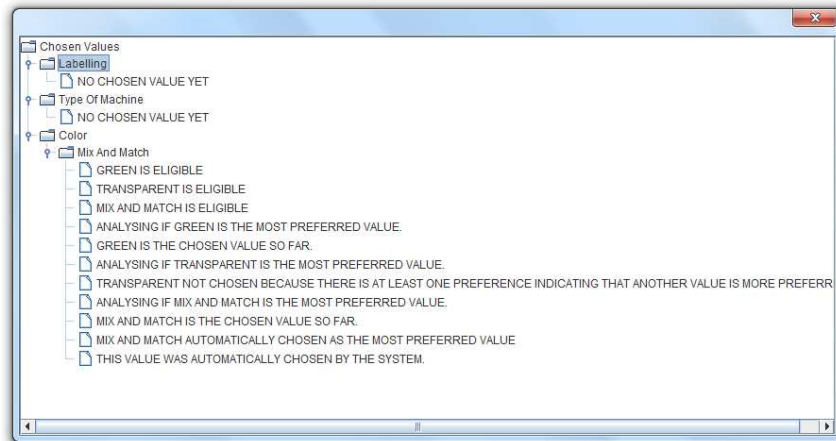 Chosen Values
Labelling
NO CHOSEN VALUE YET
Type Of Machine
NO CHOSEN VALUE YET
Color
Mix And Match
GREEN IS ELIGIBLE
TRANSPARENT IS ELIGIBLE
MIX AND MATCH IS ELIGIBLE
ANALYSING IF GREEN IS THE MOST PREFERRED VALUE.
GREEN IS THE CHOSEN VALUE SO FAR.
ANALYSING IF TRANSPARENT IS THE MOST PREFERRED VALUE.
TRANSPARENT NOT CHOSEN BECAUSE THERE IS AT LEAST ONE PREFERENCE INDICATING THAT ANOTHER VALUE IS MORE PREFERR
ANALYSING IF MIX AND MATCH IS THE MOST PREFERRED VALUE.
MIX AND MATCH IS THE CHOSEN VALUE SO FAR.
MIX AND MATCH AUTOMATICALLY CHOSEN AS THE MOST PREFERRED VALUE
THIS VALUE WAS AUTOMATICALLY CHOSEN BY THE SYSTEM.